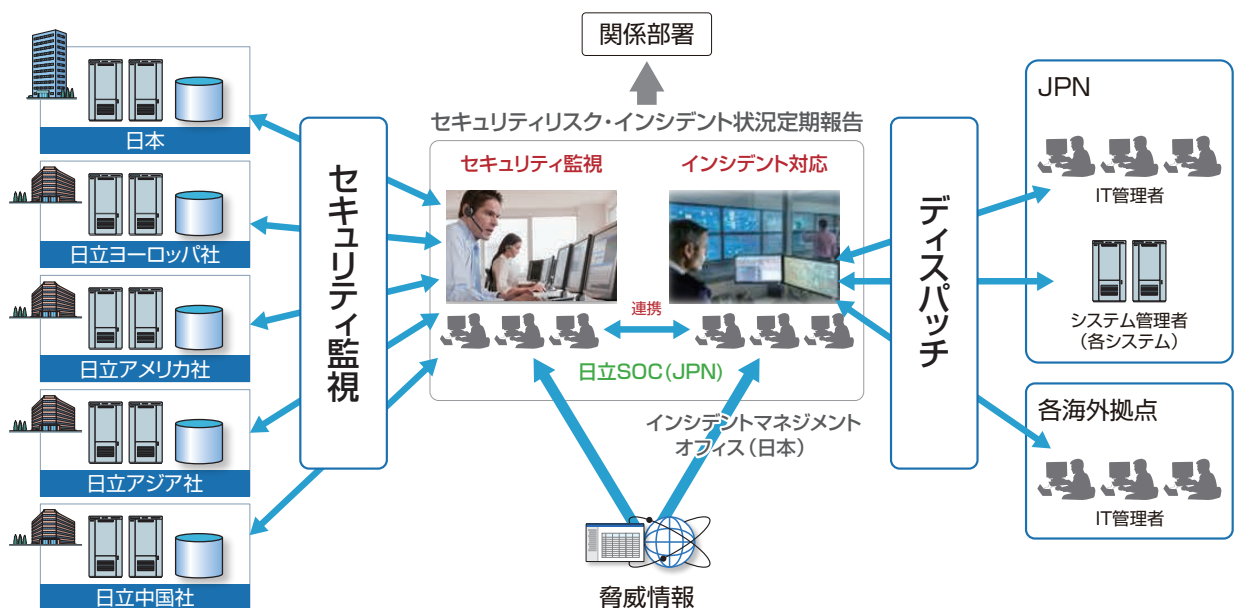 関係部署
セキュリティリスク・インシデント状況定期報告
日本
日立ヨーロッパ社
日立アメリカ社
日立アジア社
日立中国社
セキュリティ監視
セキュリティ監視
インシデント対応
連携
日立SOC(JPN)
インシデントマネジメント
オフィス(日本)
脅威情報
ディスパッチ
JPN
IT管理者
システム管理者
(各システム)
各海外拠点
IT管理者